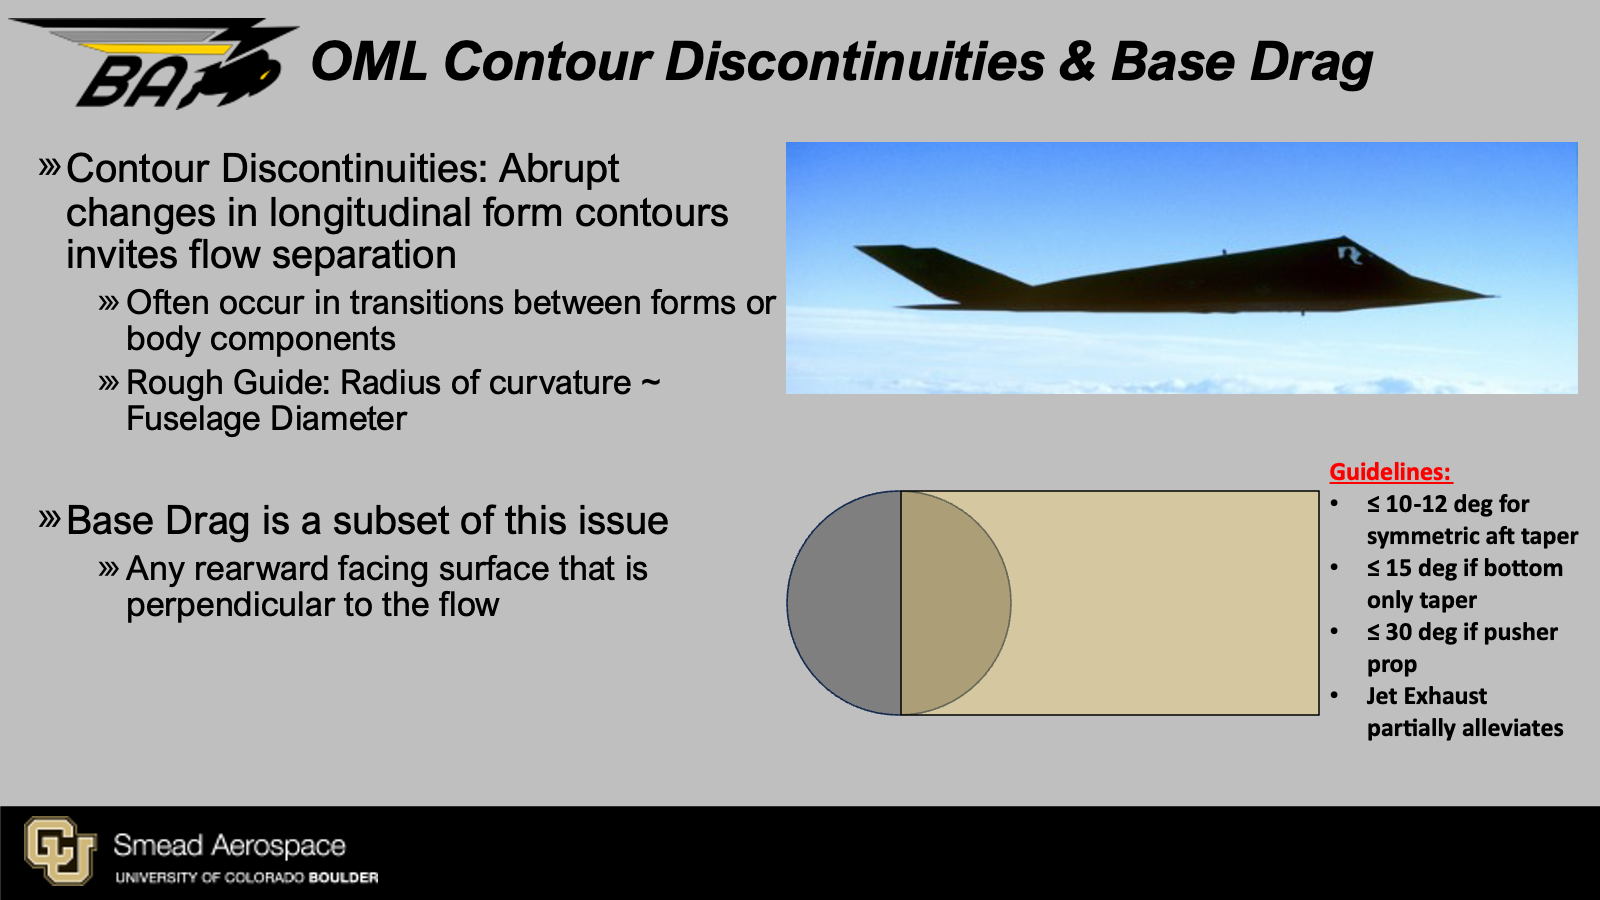 BA
OML Contour Discontinuities & Base Drag
»» Contour Discontinuities: Abrupt
changes in longitudinal form contours
invites flow separation
»» Often occur in transitions between forms or
body components
»» Rough Guide: Radius of curvature ~
Fuselage Diameter
»» Base Drag is a subset of this issue
»» Any rearward facing surface that is
perpendicular to the flow
Guidelines:
• ≤ 10-12 deg for
symmetric aft taper
• ≤ 15 deg if bottom
only taper
• ≤ 30 deg if pusher
prop
• Jet Exhaust
partially alleviates
CU
Smead Aerospace
UNIVERSITY OF COLORADO BOULDER